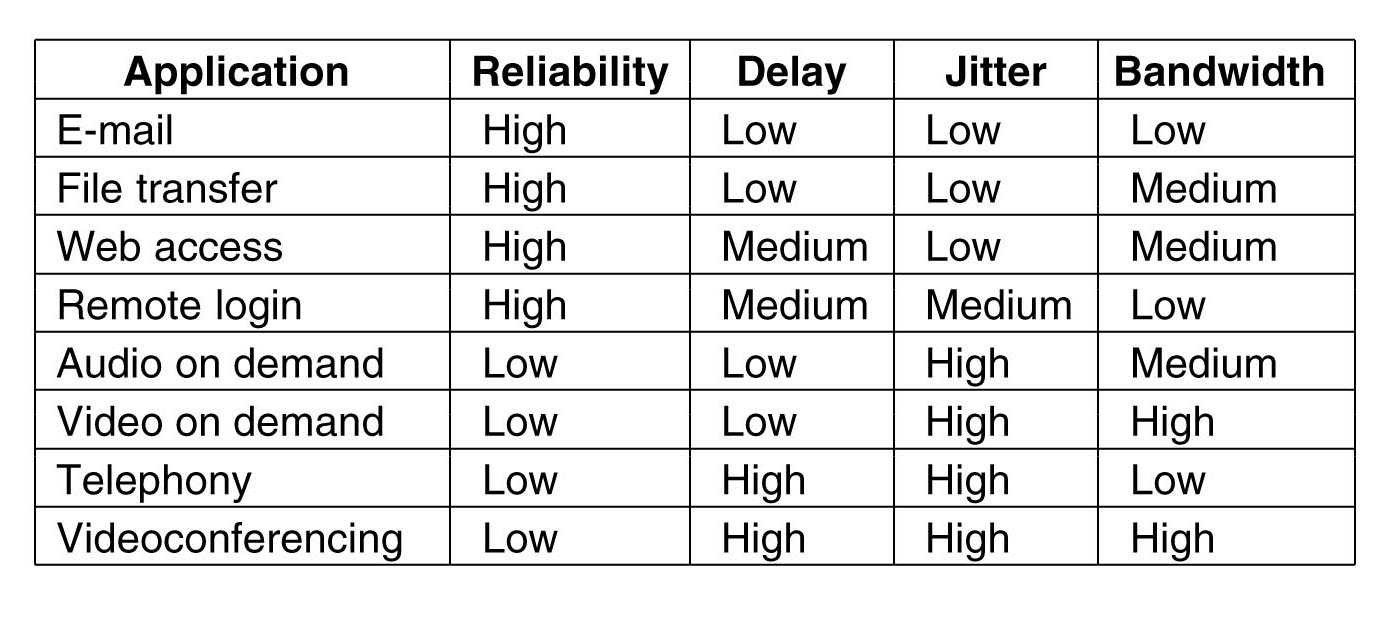 Application Reliability Delay Jitter Bandwidth
E-mail High Low Low Low
File transfer High Low Low Medium
Web access High Medium Low Medium
Remote login High Medium Medium Low
Audio on demand Low Low High Medium
Video on demand Low Low High High
Telephony Low High High Low
Videoconferencing Low High High High